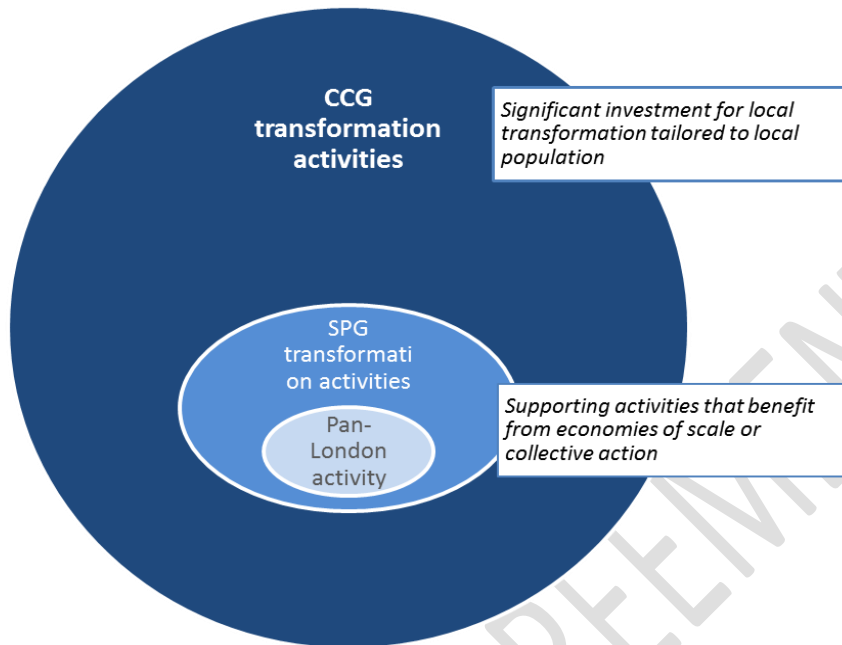 CCG
transformation
activities
Significant investment for local
transformation tailored to local
population
SPG
transformati
on activities
Supporting activities that benefit
from economies of scale or
collective action
Pan-
London
activity